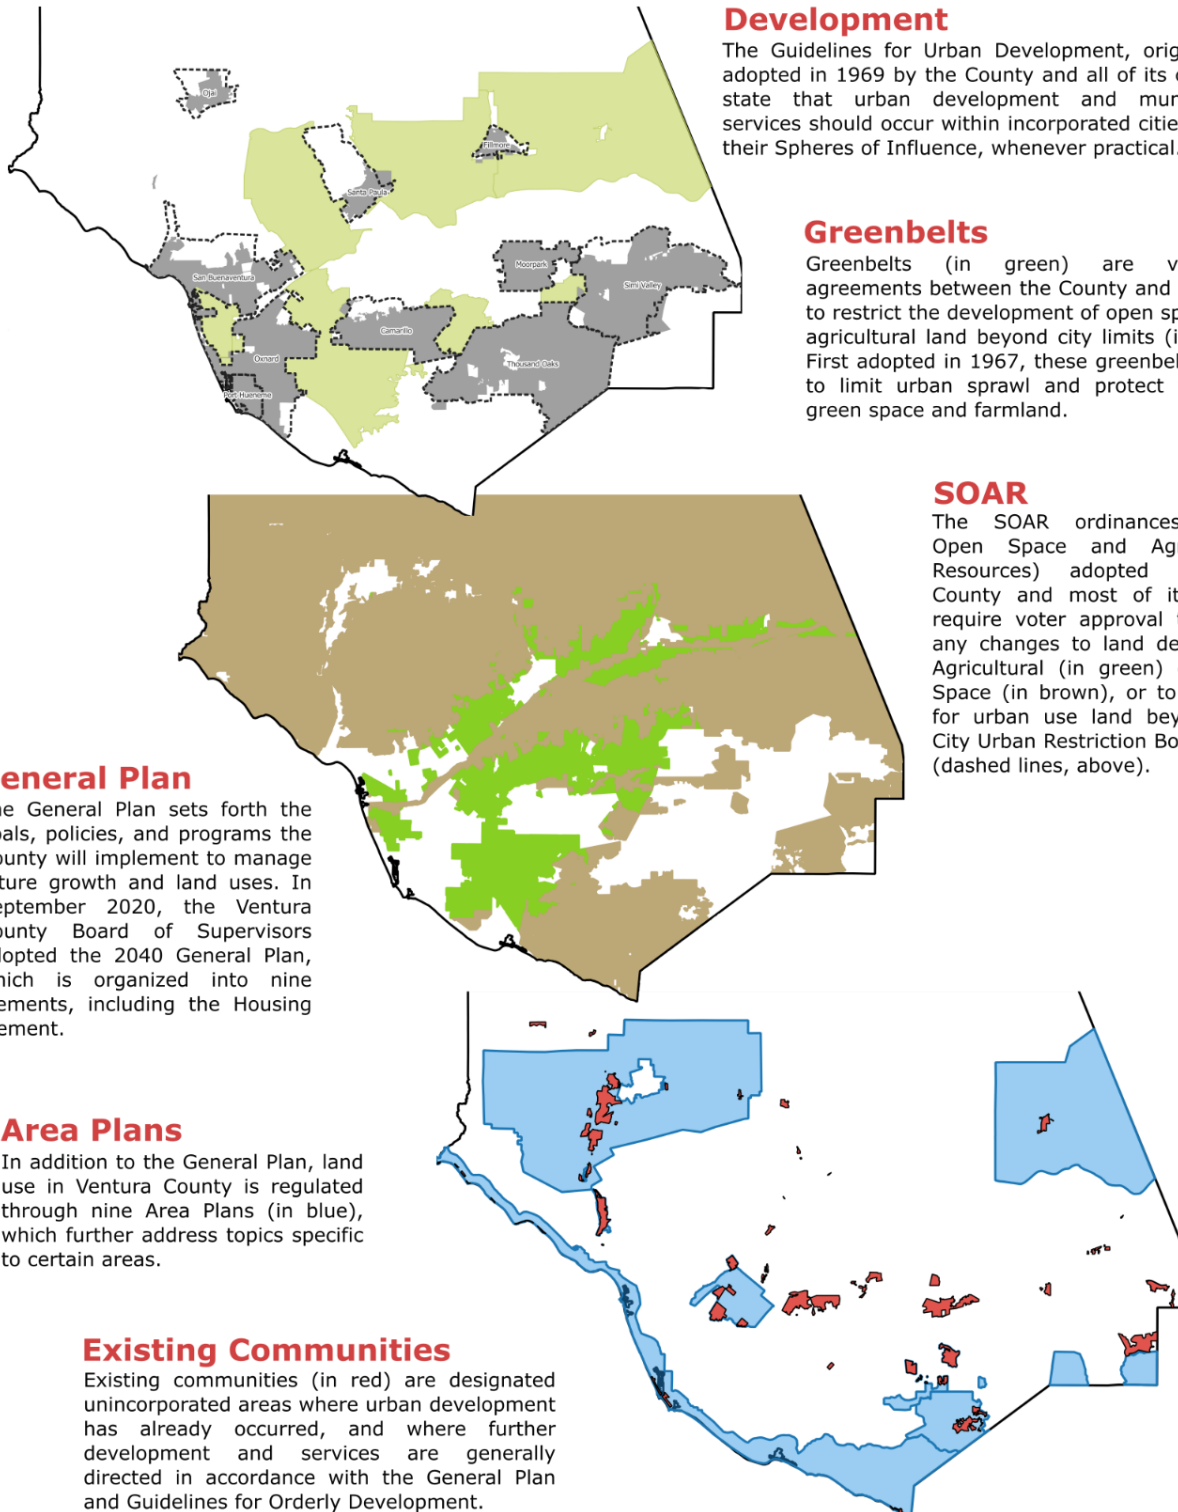 Development
The Guidelines for Urban Development, orig
adopted in 1969 by the County and all of its
state that urban development and mun
services should occur within incorporated citie
their Spheres of Influence, whenever practical.
Ojai
Fillmore
Santa Paula
San Buenaventura
Moorpark
Simi Valley
Camarillo
Oxnard
Thousand Oaks
Port Hueneme
Greenbelts
Greenbelts (in green) are v
agreements between the County and
to restrict the development of open sp
agricultural land beyond city limits (i
First adopted in 1967, these greenbel
to limit urban sprawl and protect
green space and farmland.
SOAR
The SOAR ordinances
Open Space and Ag
Resources) adopted
County and most of it
require voter approval
any changes to land de
Agricultural (in green)
Space (in brown), or to
for urban use land bey
City Urban Restriction Bo
(dashed lines, above).
eneral Plan
e General Plan sets forth the
als, policies, and programs the
ounty will implement to manage
ture growth and land uses. In
eptember 2020, the Ventura
ounty Board of Supervisors
dopted the 2040 General Plan,
hich is organized into nine
ements, including the Housing
ement.
Area Plans
In addition to the General Plan, land
use in Ventura County is regulated
through nine Area Plans (in blue),
which further address topics specific
to certain areas.
Existing Communities
Existing communities (in red) are designated
unincorporated areas where urban development
has already occurred, and where further
development and services are generally
directed in accordance with the General Plan
and Guidelines for Orderly Development.